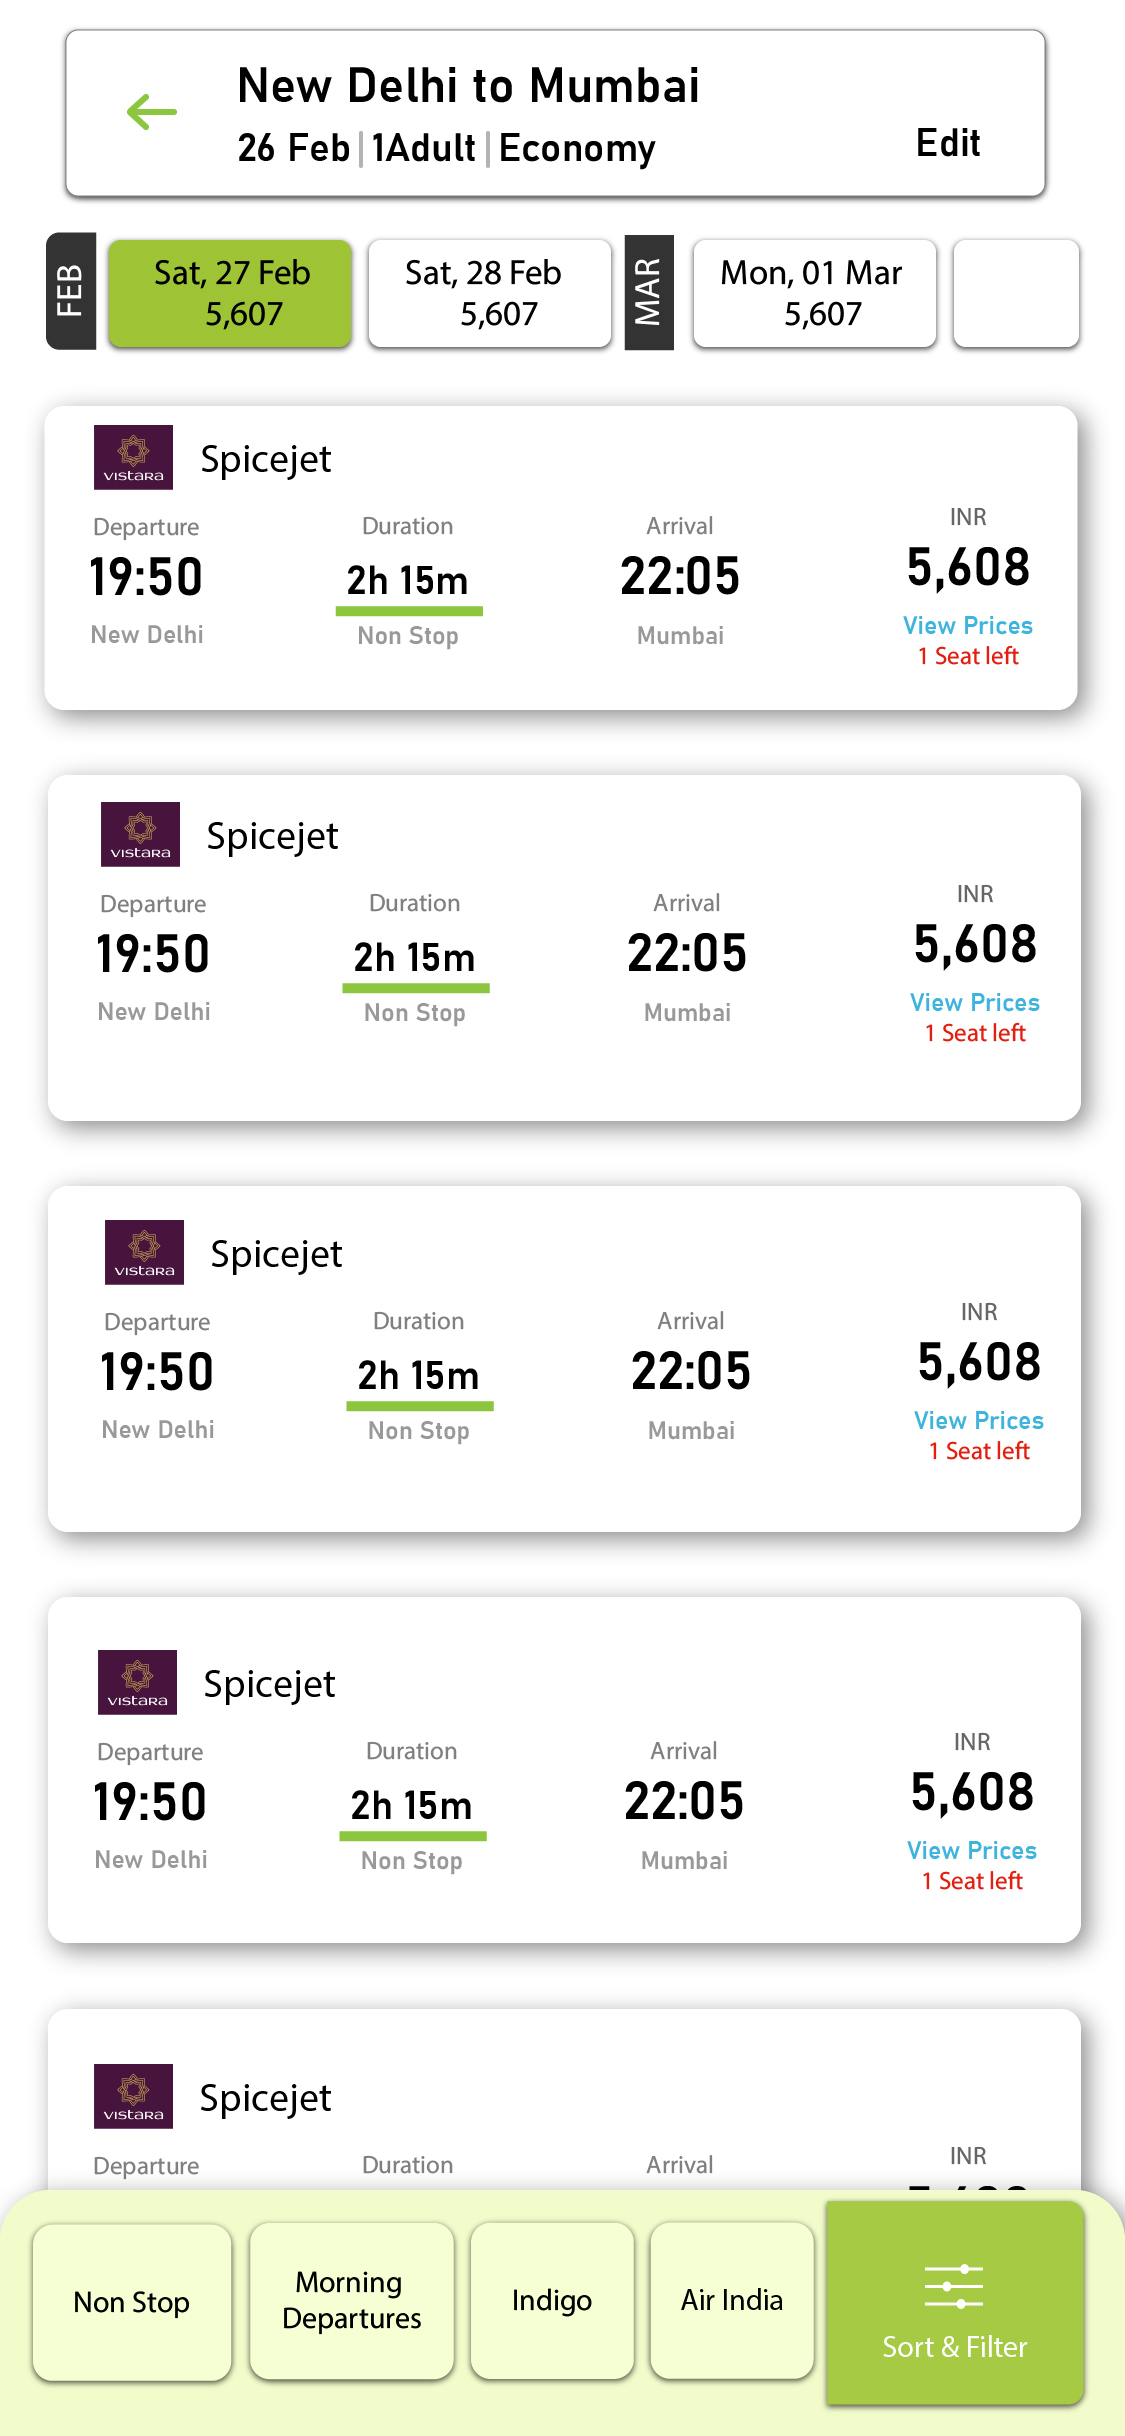 New Delhi to Mumbai
26 Feb|1Adult|Economy
Edit
FEB
Sat, 27 Feb
5,607
Sat, 28 Feb
5,607
MAR
Mon, 01 Mar
5,607
VISTARA
Spicejet
Departure
Duration
Arrival
INR
19:50
2h 15m
22:05
5,608
New Delhi
Non Stop
Mumbai
View Prices
1 Seat left
VISTARA
Spicejet
Departure
Duration
Arrival
INR
19:50
2h 15m
22:05
5,608
New Delhi
Non Stop
Mumbai
View Prices
1 Seat left
VISTARA
Spicejet
Departure
Duration
Arrival
INR
19:50
2h 15m
22:05
5,608
New Delhi
Non Stop
Mumbai
View Prices
1 Seat left
VISTARA
Spicejet
Departure
Duration
Arrival
INR
19:50
2h 15m
22:05
5,608
New Delhi
Non Stop
Mumbai
View Prices
1 Seat left
VISTARA
Spicejet
Departure
Duration
Arrival
INR
Non Stop
Morning
Departures
Indigo
Air India
Sort & Filter